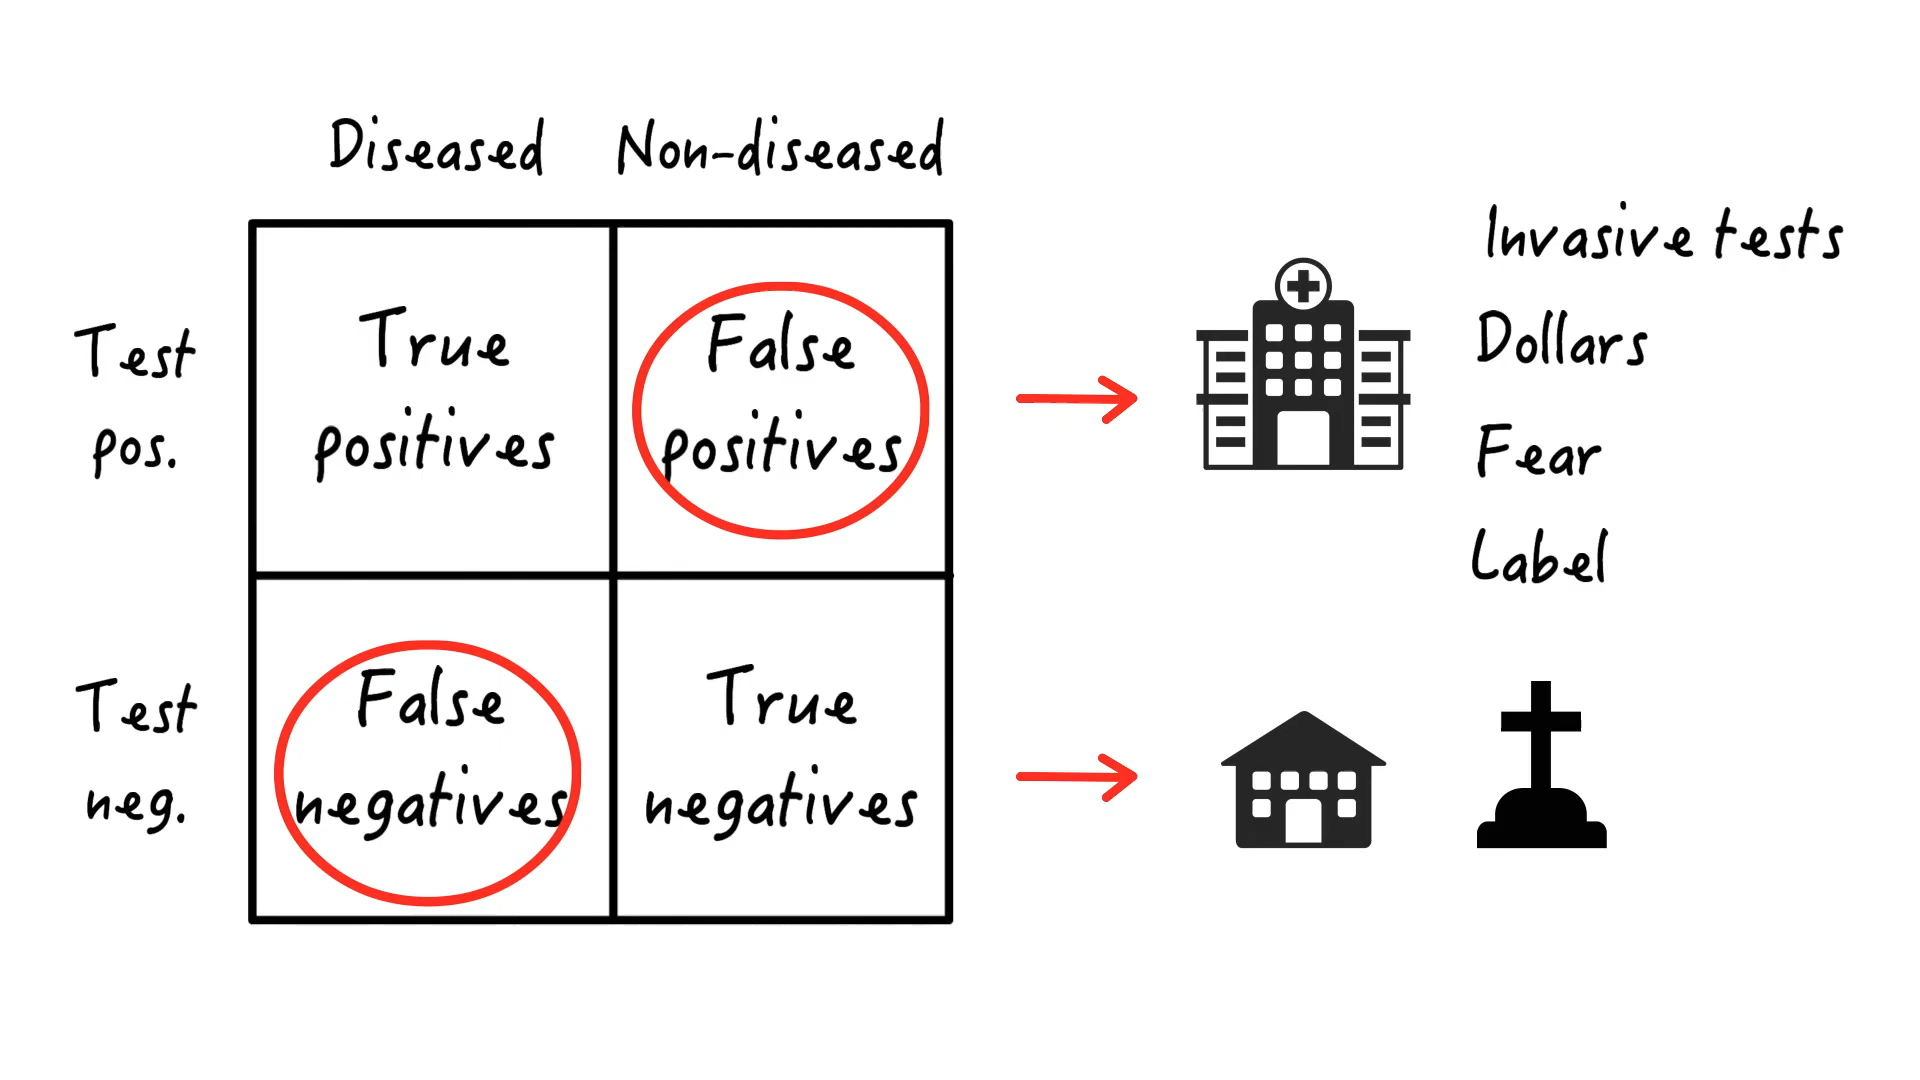 Diseased Non-diseased
Test pos.
True positives
False positives
Invasive tests
Dollars
Fear
Label
Test neg.
False negatives
True negatives